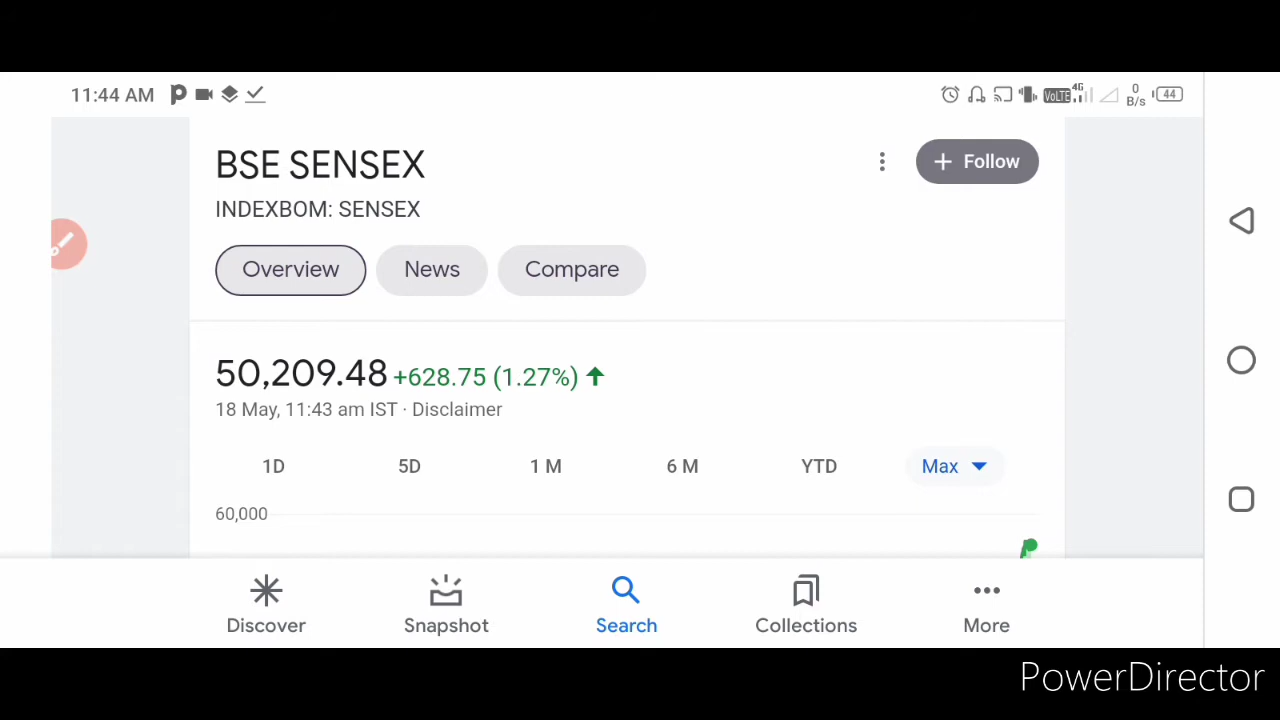 11:44 AM
VoLTE 4G 0 B/s 44
BSE SENSEX
+ Follow
INDEXBOM: SENSEX
Overview News Compare
50,209.48 +628.75 (1.27%) ↑
18 May, 11:43 am IST · Disclaimer
1D 5D 1 M 6 M YTD Max
60,000
Discover Snapshot Search Collections More
PowerDirector